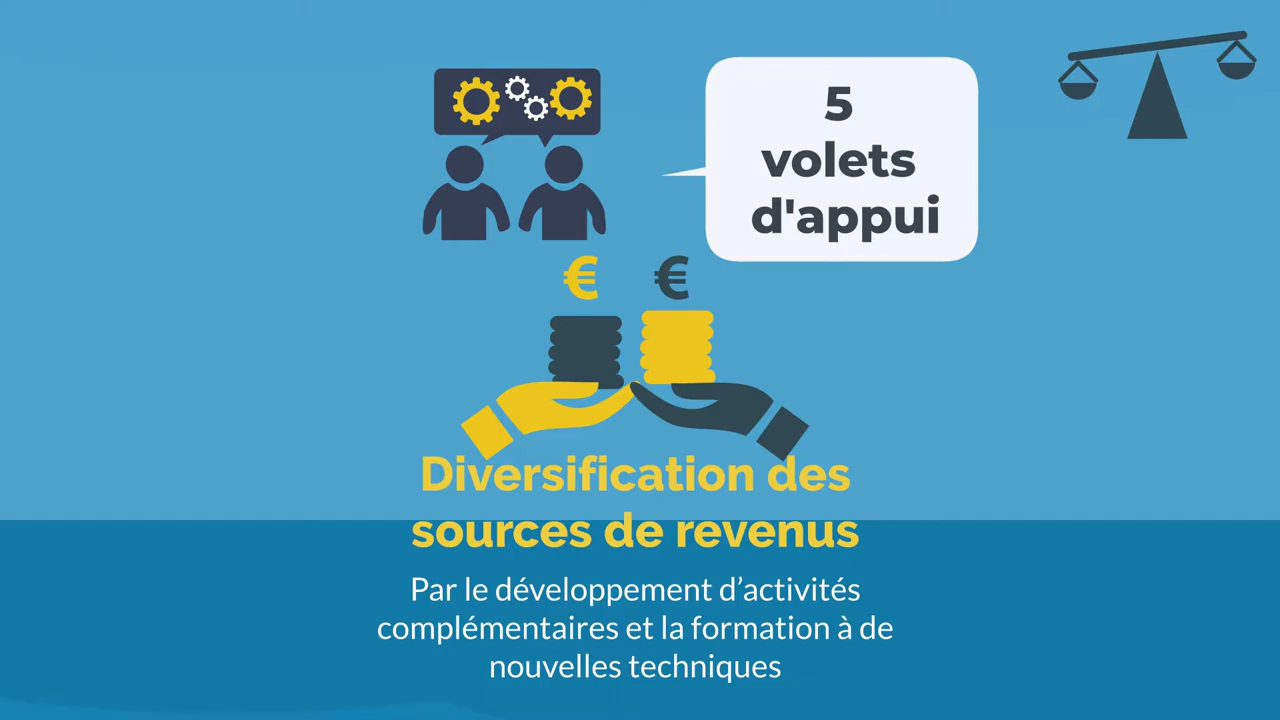 5
volets
d'appui
€ €
Diversification des
sources de revenus
Par le développement d’activités
complémentaires et la formation à de
nouvelles techniques